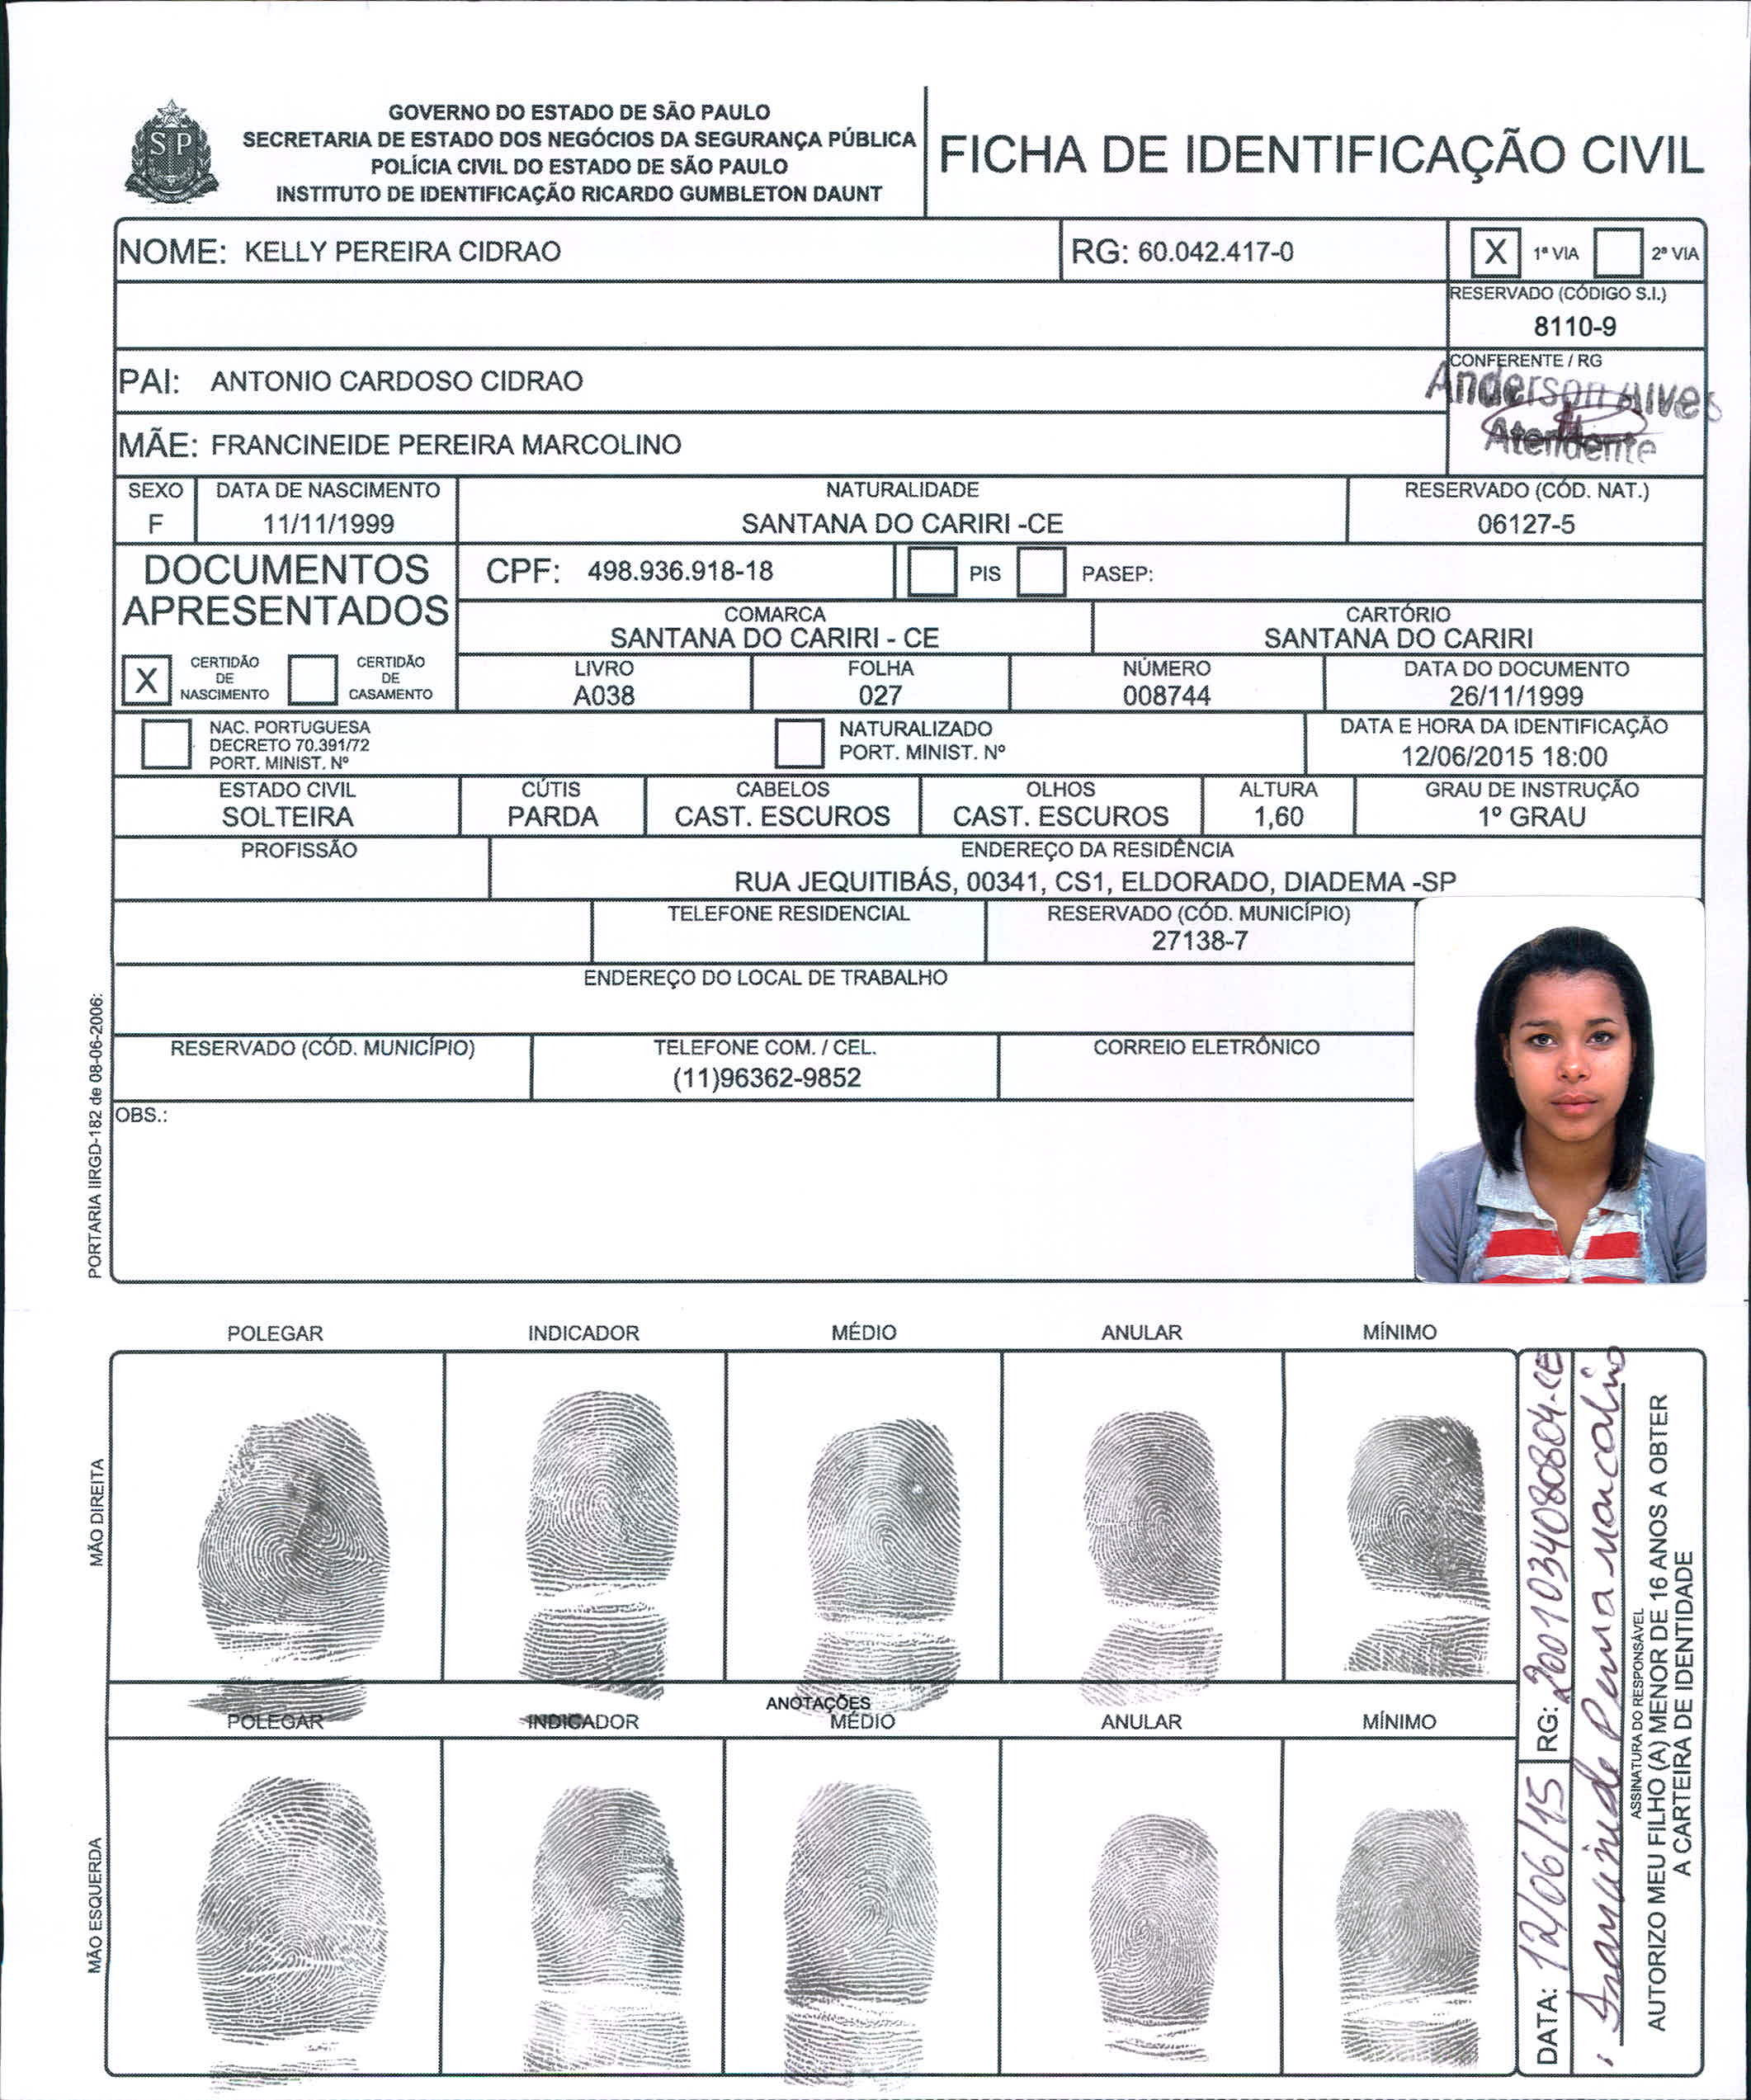 SP
GOVERNO DO ESTADO DE SÃO PAULO
SECRETARIA DE ESTADO DOS NEGÓCIOS DA SEGURANÇA PÚBLICA
POLÍCIA CIVIL DO ESTADO DE SÃO PAULO
INSTITUTO DE IDENTIFICAÇÃO RICARDO GUMBLETON DAUNT
FICHA DE IDENTIFICAÇÃO CIVIL
NOME: KELLY PEREIRA CIDRAO
RG: 60.042.417-0
X 1ª VIA 2ª VIA
RESERVADO (CÓDIGO S.I.)
8110-9
PAI: ANTONIO CARDOSO CIDRAO
CONFERENTE / RG
Anderson Alves
Atendente
MÃE: FRANCINEIDE PEREIRA MARCOLINO
SEXO
F
DATA DE NASCIMENTO
11/11/1999
NATURALIDADE
SANTANA DO CARIRI -CE
RESERVADO (CÓD. NAT.)
06127-5
DOCUMENTOS
APRESENTADOS
X CERTIDÃO
DE
NASCIMENTO
CERTIDÃO
DE
CASAMENTO
CPF: 498.936.918-18
PIS PASEP:
COMARCA
SANTANA DO CARIRI - CE
CARTÓRIO
SANTANA DO CARIRI
LIVRO
A038
FOLHA
027
NÚMERO
008744
DATA DO DOCUMENTO
26/11/1999
NAC. PORTUGUESA
DECRETO 70.391/72
PORT. MINIST. Nº
NATURALIZADO
PORT. MINIST. Nº
DATA E HORA DA IDENTIFICAÇÃO
12/06/2015 18:00
ESTADO CIVIL
SOLTEIRA
CÚTIS
PARDA
CABELOS
CAST. ESCUROS
OLHOS
CAST. ESCUROS
ALTURA
1,60
GRAU DE INSTRUÇÃO
1º GRAU
PROFISSÃO
ENDEREÇO DA RESIDÊNCIA
RUA JEQUITIBÁS, 00341, CS1, ELDORADO, DIADEMA -SP
TELEFONE RESIDENCIAL
RESERVADO (CÓD. MUNICÍPIO)
27138-7
ENDEREÇO DO LOCAL DE TRABALHO
RESERVADO (CÓD. MUNICÍPIO)
TELEFONE COM. / CEL.
(11)96362-9852
CORREIO ELETRÔNICO
OBS.:
PORTARIA IIRGD-182 de 08-06-2006:
POLEGAR INDICADOR MÉDIO ANULAR MÍNIMO
MÃO DIREITA
ANOTAÇÕES
POLEGAR INDICADOR MÉDIO ANULAR MÍNIMO
MÃO ESQUERDA
DATA: 12/06/15 RG: 2001034080804-CE
Pereira Marcolino
ASSINATURA DO RESPONSÁVEL
AUTORIZO MEU FILHO (A) MENOR DE 16 ANOS A OBTER
A CARTEIRA DE IDENTIDADE